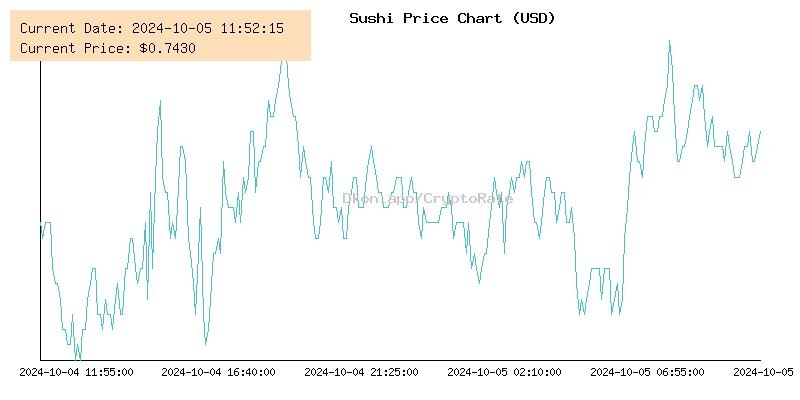 Sushi Price Chart (USD)
Current Date: 2024-10-05 11:52:15
Current Price: $0.7430
Dkon.app/CryptoRate
2024-10-04 11:55:00
2024-10-04 16:40:00
2024-10-04 21:25:00
2024-10-05 02:10:00
2024-10-05 06:55:00
2024-10-05